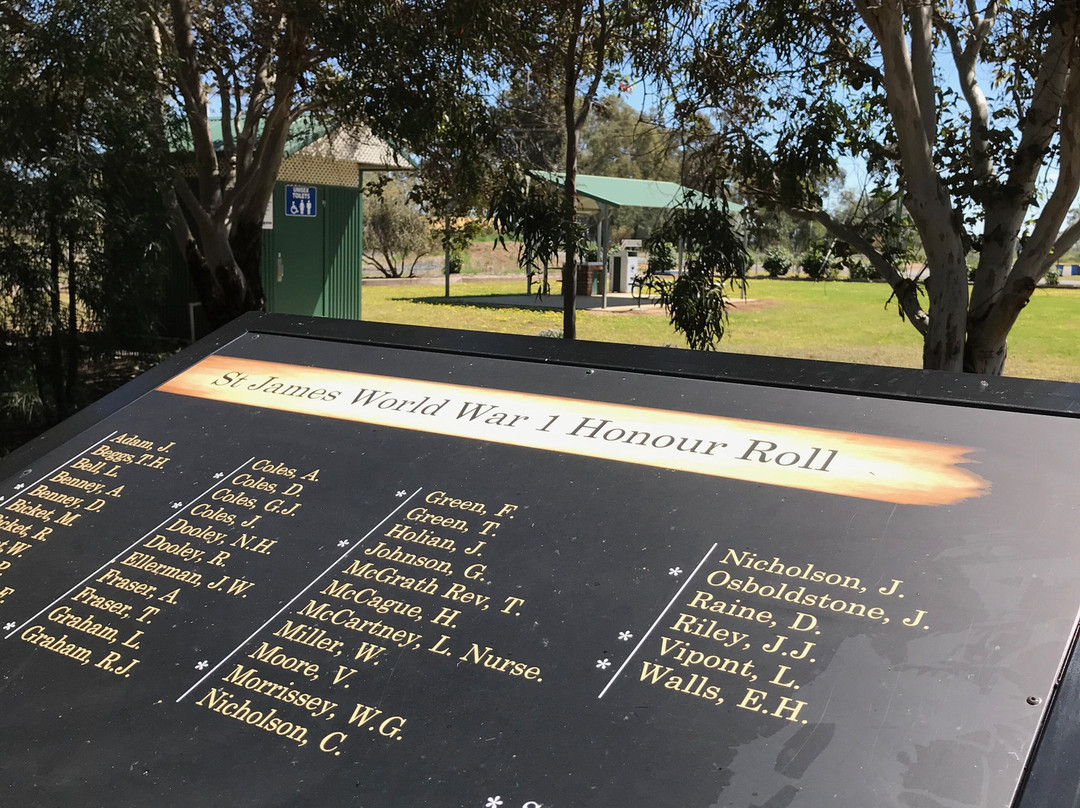 UNISEX
TOILETS
St James World War 1 Honour Roll
* Adam, J.
Beggs, T.H.
* Bell, L.
Benney, A.
Benney, D.
Bicket, M.
R.
W.
* Coles, A.
Coles, D.
* Coles, G.J
* Coles, J.
Dooley, N.H.
Dooley, R.
Ellerman, J.W.
Fraser, A.
Fraser, T.
Graham, L.
* Graham, R.J.
* Green, F.
Green, T.
* Holian, J.
Johnson, G.
McGrath Rev, T.
McCague, H.
McCartney, L. Nurse.
Miller, W.
* Moore, V.
Morrissey, W.G.
Nicholson, C.
* Nicholson, J.
Osboldstone, J.
Raine, D.
* Riley, J.J.
* Vipont, L.
Walls, E.H.
*